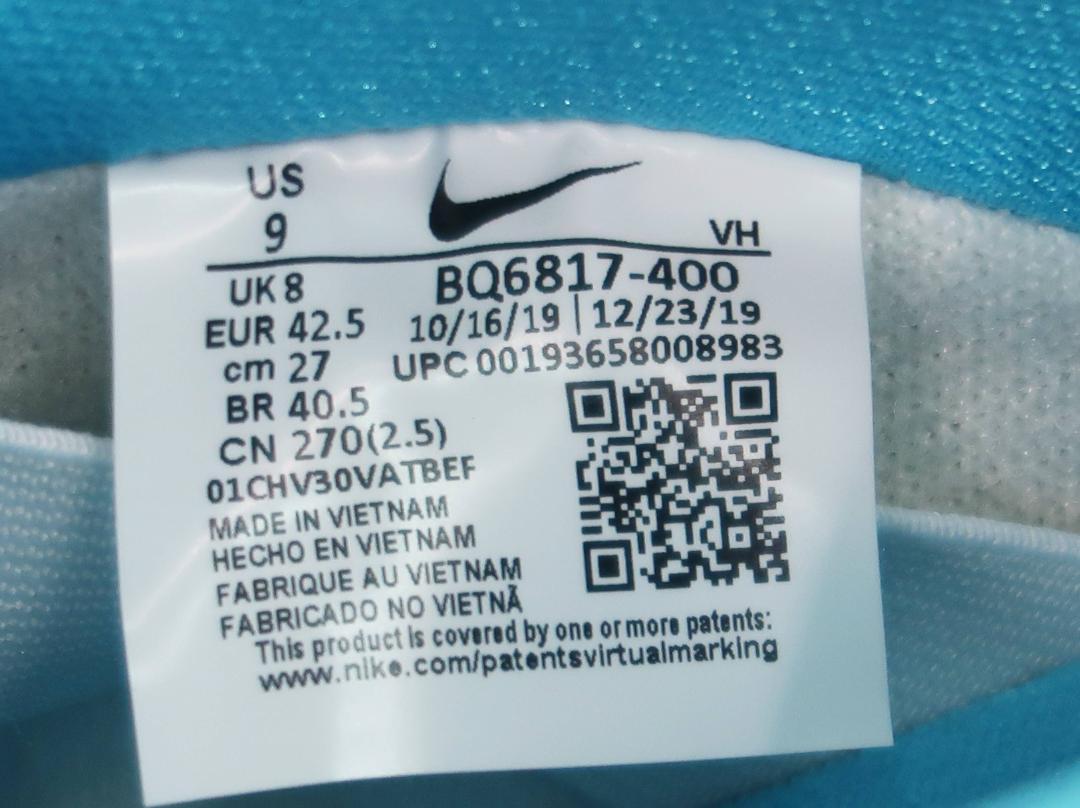 US
9
VH
UK 8
BQ6817-400
EUR 42.5
10/16/19 | 12/23/19
cm 27
UPC 00193658008983
BR 40.5
CN 270(2.5)
01CHV30VATBEF
MADE IN VIETNAM
HECHO EN VIETNAM
FABRIQUE AU VIETNAM
FABRICADO NO VIETNÃ
This product is covered by one or more patents:
www.nike.com/patentsvirtualmarking